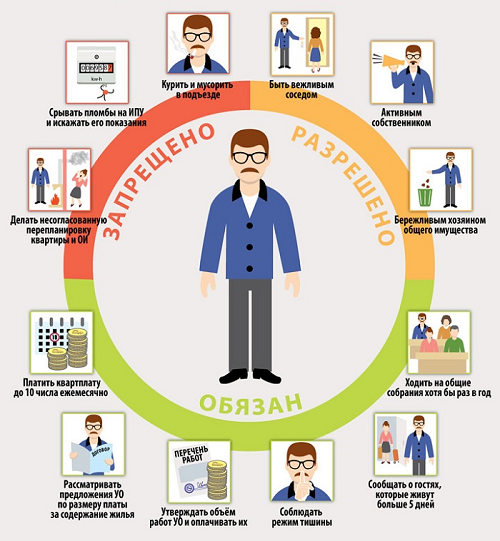 Срывать пломбы на ИПУ
и искажать его показания
Курить и мусорить
в подъезде
Быть вежливым
соседом
Активным
собственником
ЗАПРЕЩЕНО
РАЗРЕШЕНО
Делать несогласованную
перепланировку
квартиры и ОИ
Бережливым хозяином
общего имущества
Платить квартплату
до 10 числа ежемесячно
ОБЯЗАН
Ходить на общие
собрания хотя бы раз в год
ДОГОВОР
Рассматривать
предложения УО
по размеру платы
за содержание жилья
ПЕРЕЧЕНЬ
РАБОТ
Утверждать объём
работ УО и оплачивать их
Соблюдать
режим тишины
Сообщать о гостях,
которые живут
больше 5 дней